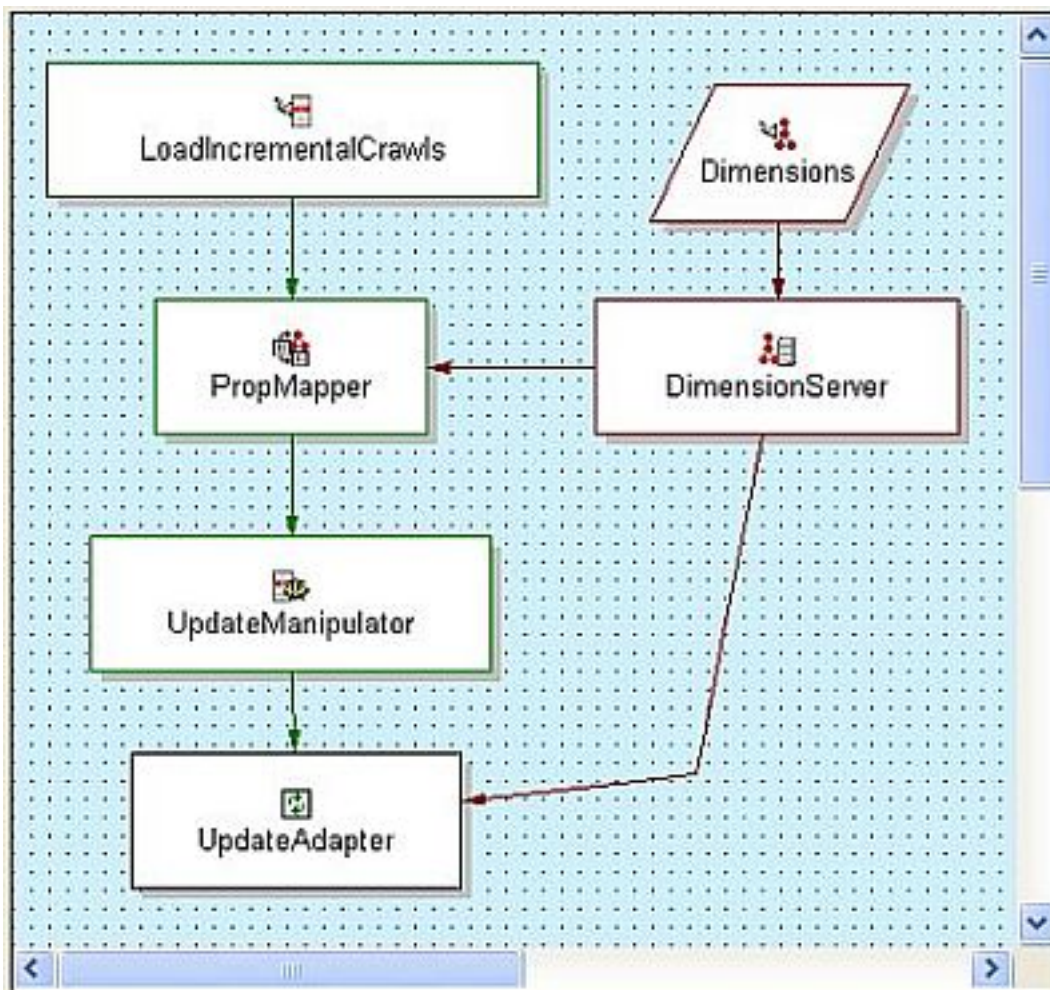 LoadIncrementalCrawls
Dimensions
PropMapper
DimensionServer
UpdateManipulator
UpdateAdapter